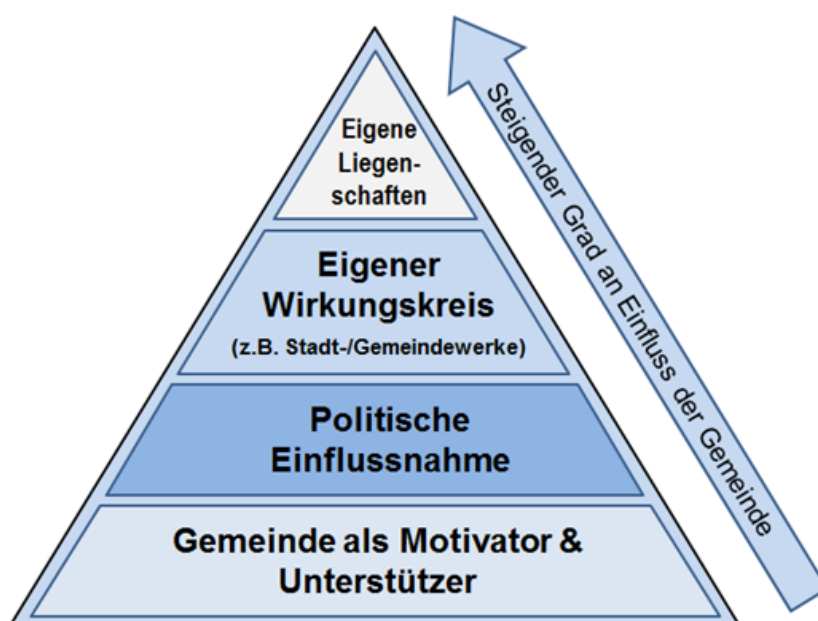 Eigene
Liegen-
schaften
Eigener
Wirkungskreis
(z.B. Stadt-/Gemeindewerke)
Politische
Einflussnahme
Gemeinde als Motivator &
Unterstützer
Steigender Grad an Einfluss der Gemeinde